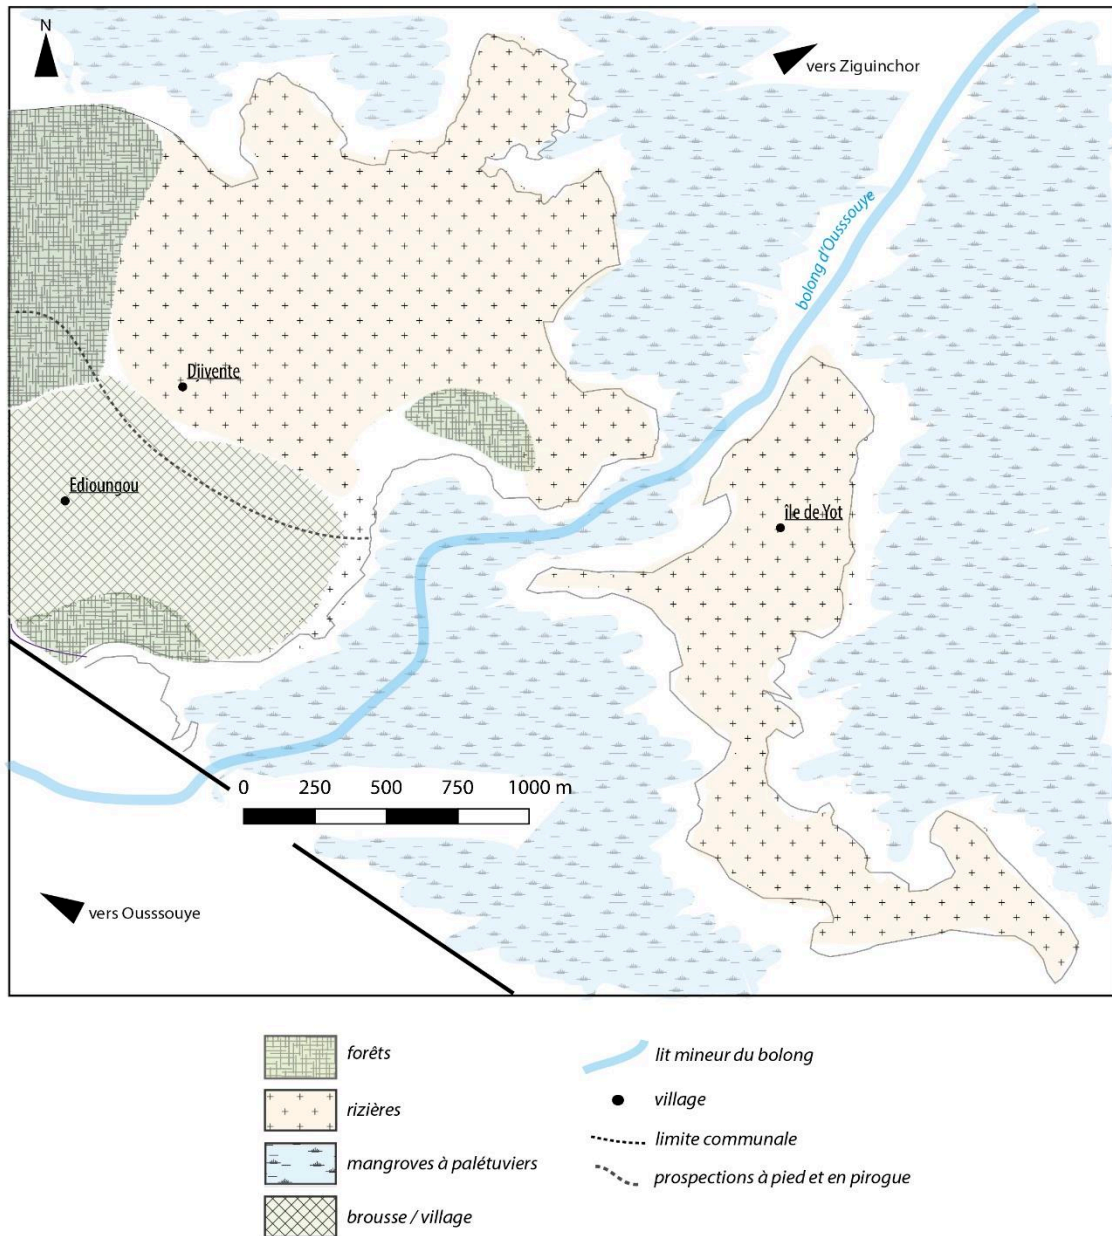 N
vers Ziguinchor
bolong d'Ousssouye
Djivente
Edioungou
île de Yot
0 250 500 750 1000 m
vers Ousssouye
forêts
rizières
mangroves à palétuviers
brousse / village
lit mineur du bolong
village
limite communale
prospections à pied et en pirogue